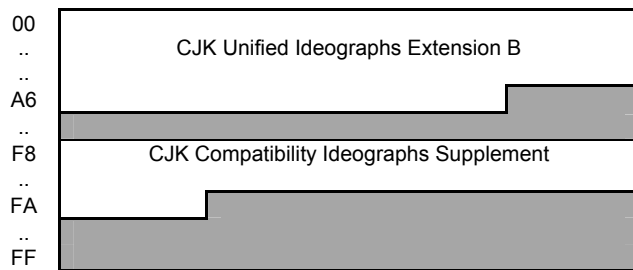 00
.. CJK Unified Ideographs Extension B
..
A6
..
F8 CJK Compatibility Ideographs Supplement
..
FA
..
FF